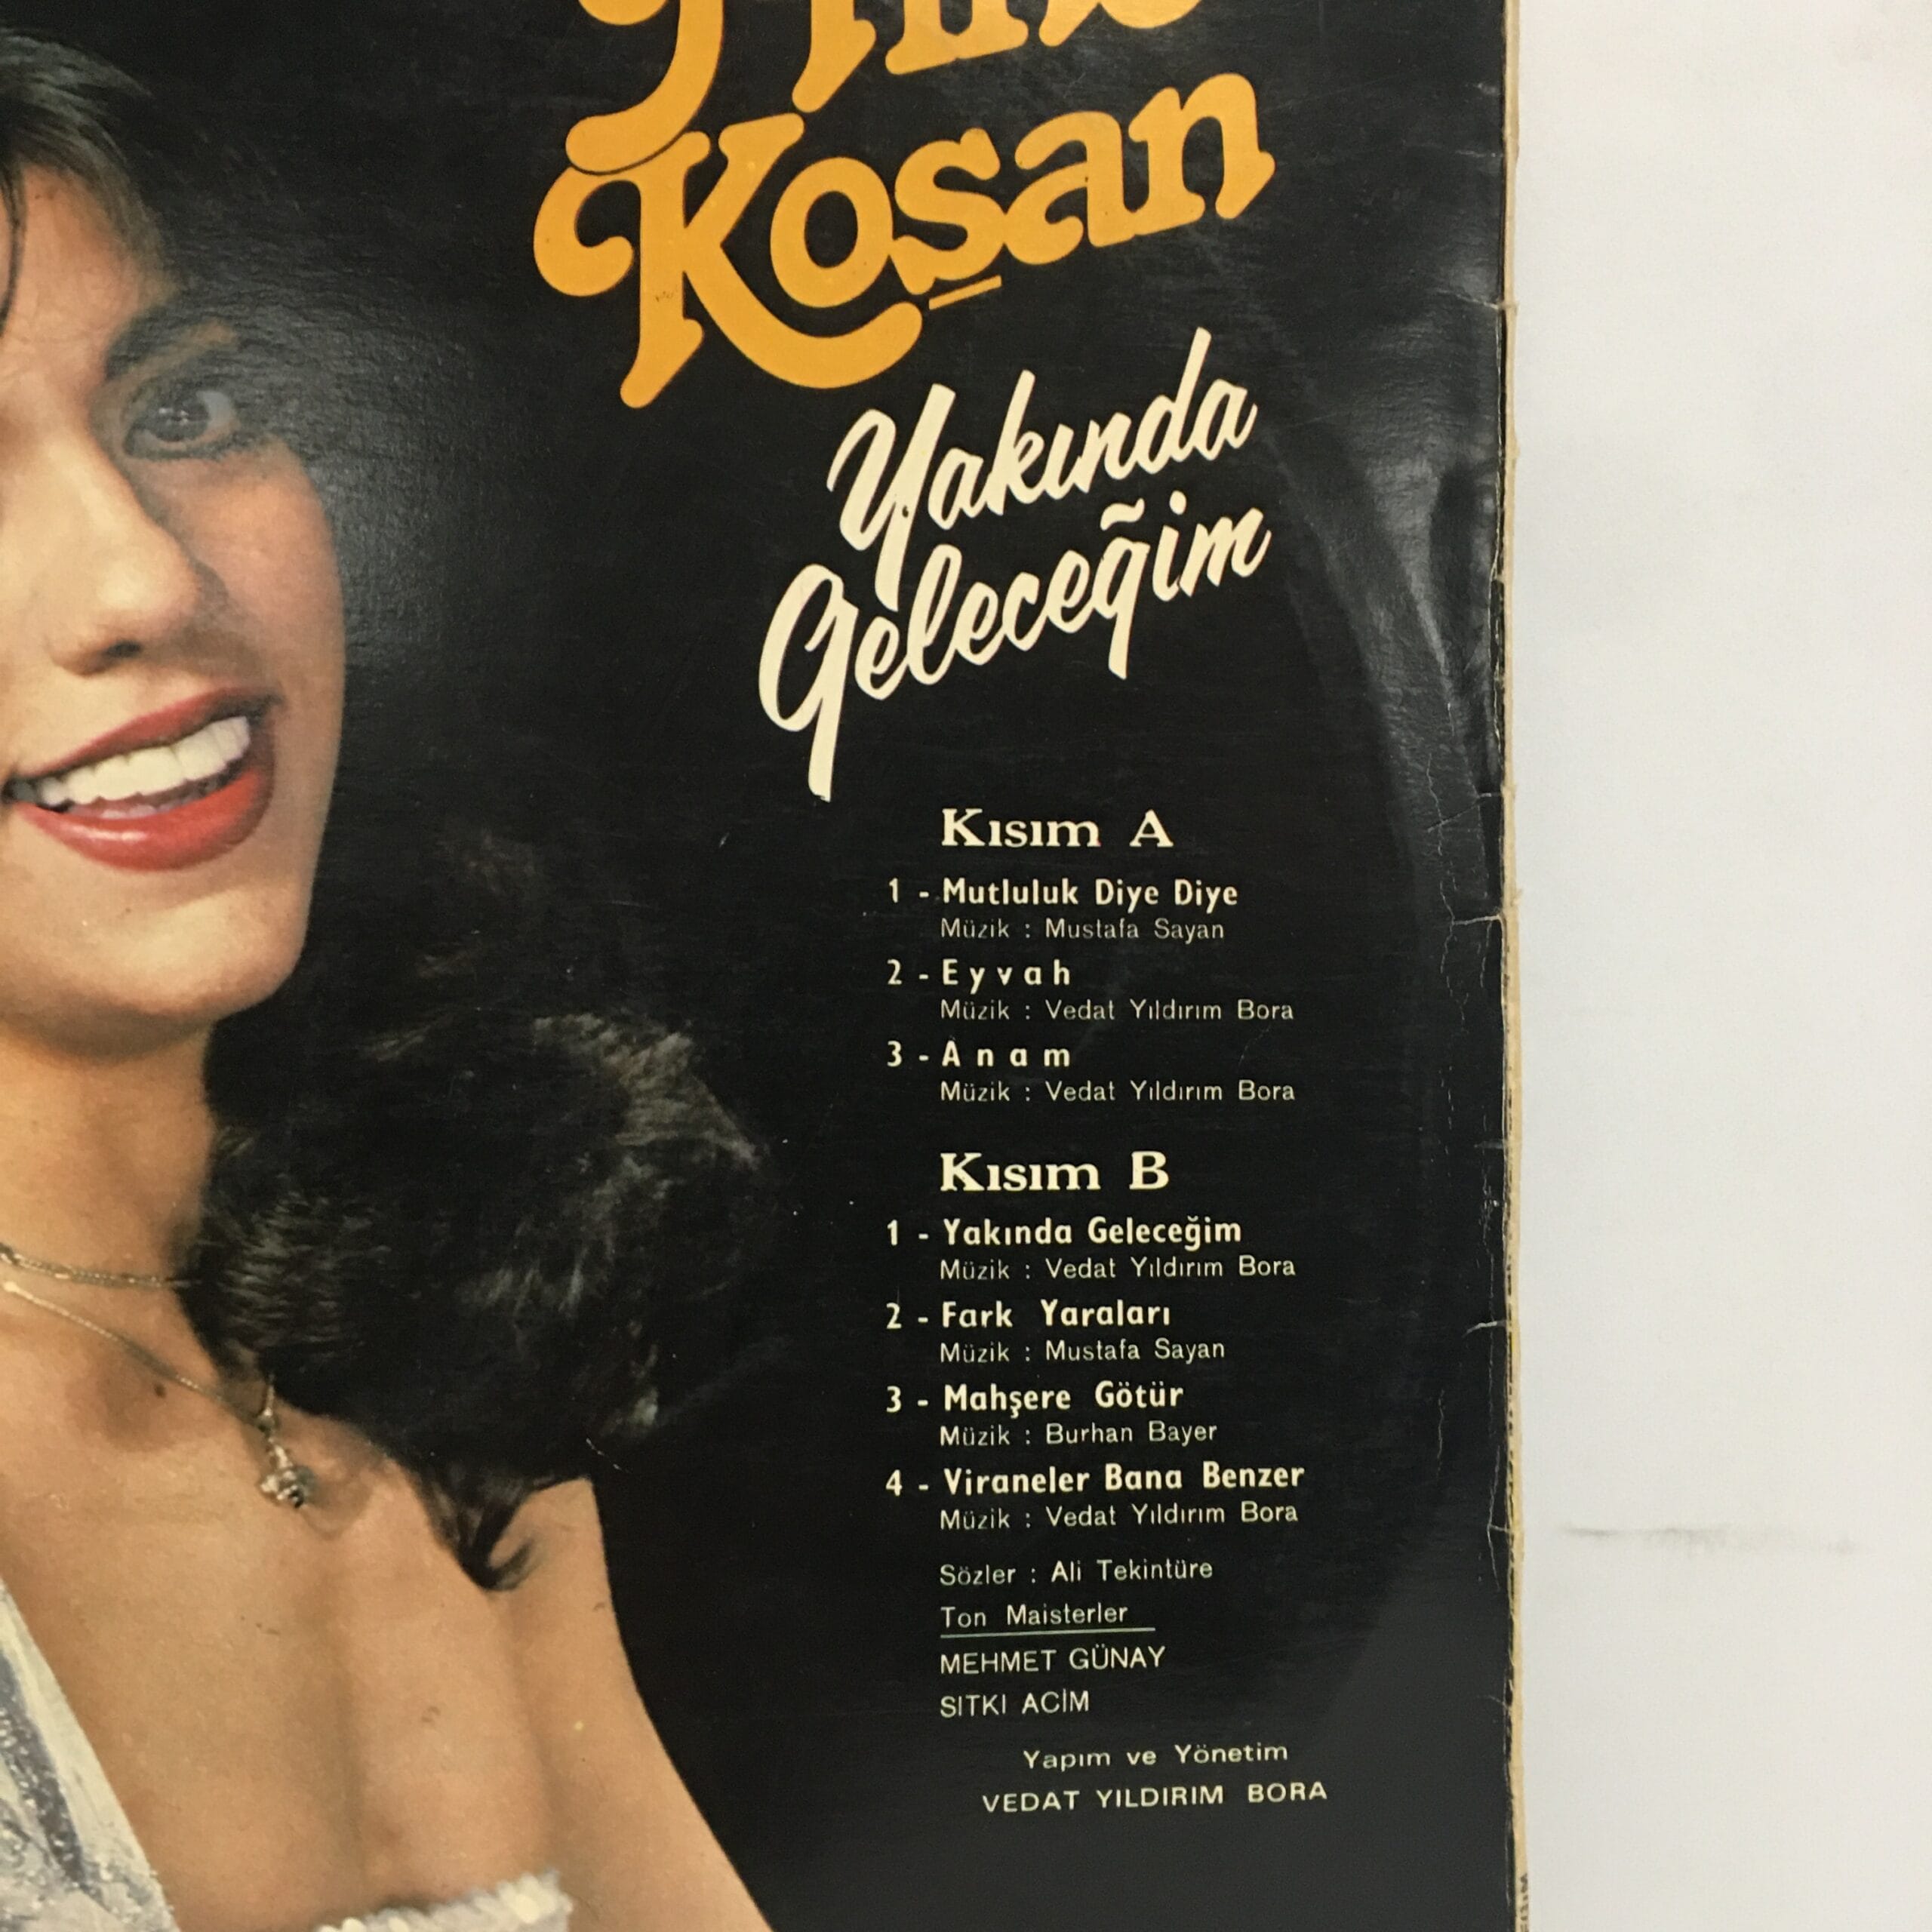 Koşan
Yakında
Geleceğim
Kısım A
1 - Mutluluk Diye Diye
Müzik : Mustafa Sayan
2 - Eyvah
Müzik : Vedat Yıldırım Bora
3 - Anam
Müzik : Vedat Yıldırım Bora
Kısım B
1 - Yakında Geleceğim
Müzik : Vedat Yıldırım Bora
2 - Fark Yaraları
Müzik : Mustafa Sayan
3 - Mahşere Götür
Müzik : Burhan Bayer
4 - Viraneler Bana Benzer
Müzik : Vedat Yıldırım Bora
Sözler : Ali Tekintüre
Ton Maisterler
MEHMET GÜNAY
SITKI ACİM
Yapım ve Yönetim
VEDAT YILDIRIM BORA